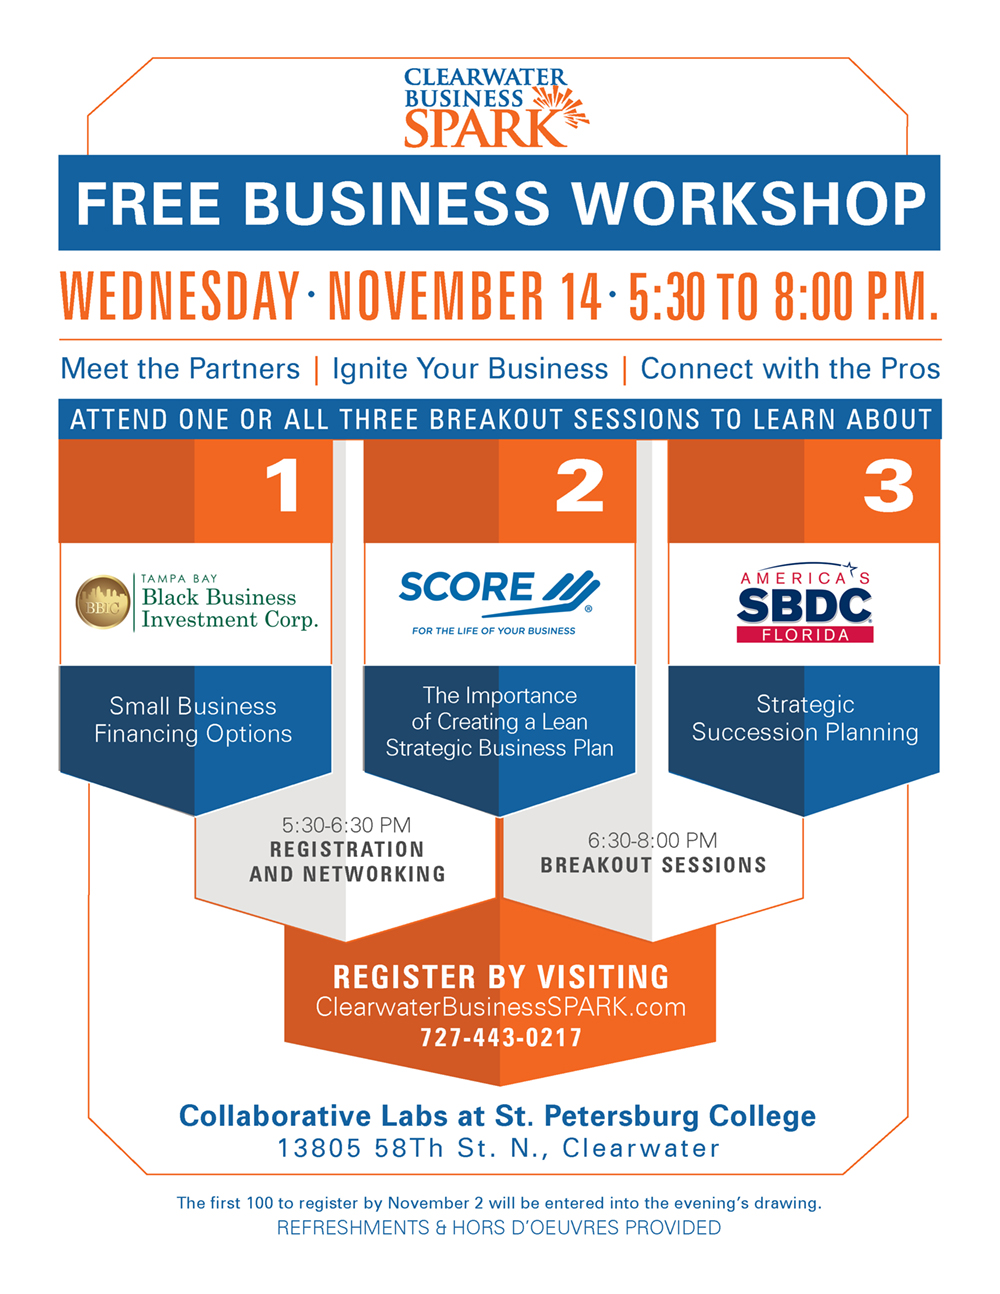 CLEARWATER
BUSINESS
SPARK
FREE BUSINESS WORKSHOP
WEDNESDAY · NOVEMBER 14 · 5:30 TO 8:00 P.M.
Meet the Partners | Ignite Your Business | Connect with the Pros
ATTEND ONE OR ALL THREE BREAKOUT SESSIONS TO LEARN ABOUT
1
BBIC
TAMPA BAY
Black Business
Investment Corp.
Small Business
Financing Options
2
SCORE
®
FOR THE LIFE OF YOUR BUSINESS
The Importance
of Creating a Lean
Strategic Business Plan
3
AMERICA'S
SBDC
FLORIDA
Strategic
Succession Planning
5:30-6:30 PM
REGISTRATION
AND NETWORKING
6:30-8:00 PM
BREAKOUT SESSIONS
REGISTER BY VISITING
ClearwaterBusinessSPARK.com
727-443-0217
Collaborative Labs at St. Petersburg College
13805 58Th St. N., Clearwater
The first 100 to register by November 2 will be entered into the evening's drawing.
REFRESHMENTS & HORS D'OEUVRES PROVIDED